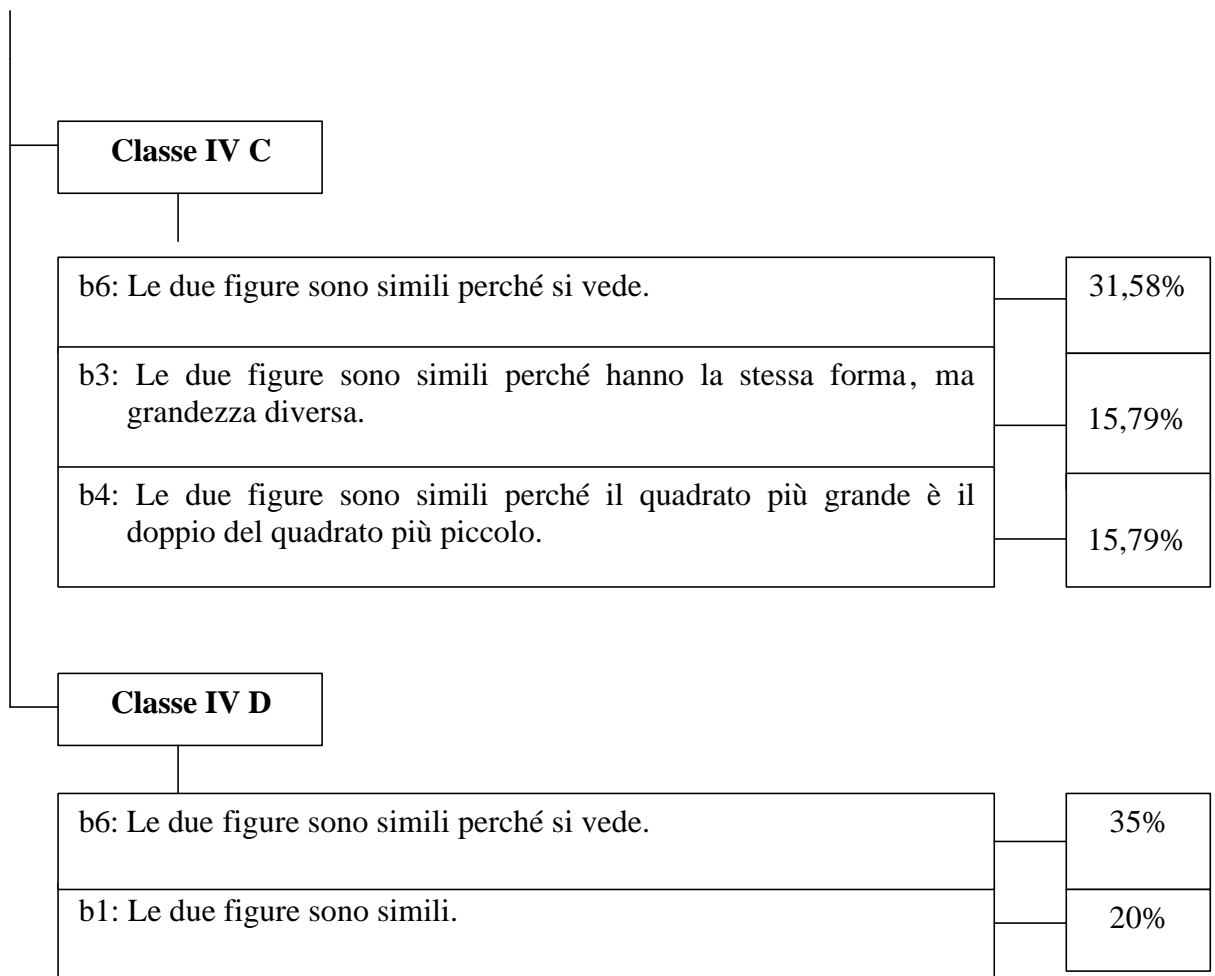 Classe IV C
b6: Le due figure sono simili perché si vede.
31,58%
b3: Le due figure sono simili perché hanno la stessa forma, ma
grandezza diversa.
15,79%
b4: Le due figure sono simili perché il quadrato più grande è il
doppio del quadrato più piccolo.
15,79%
Classe IV D
b6: Le due figure sono simili perché si vede.
35%
b1: Le due figure sono simili.
20%